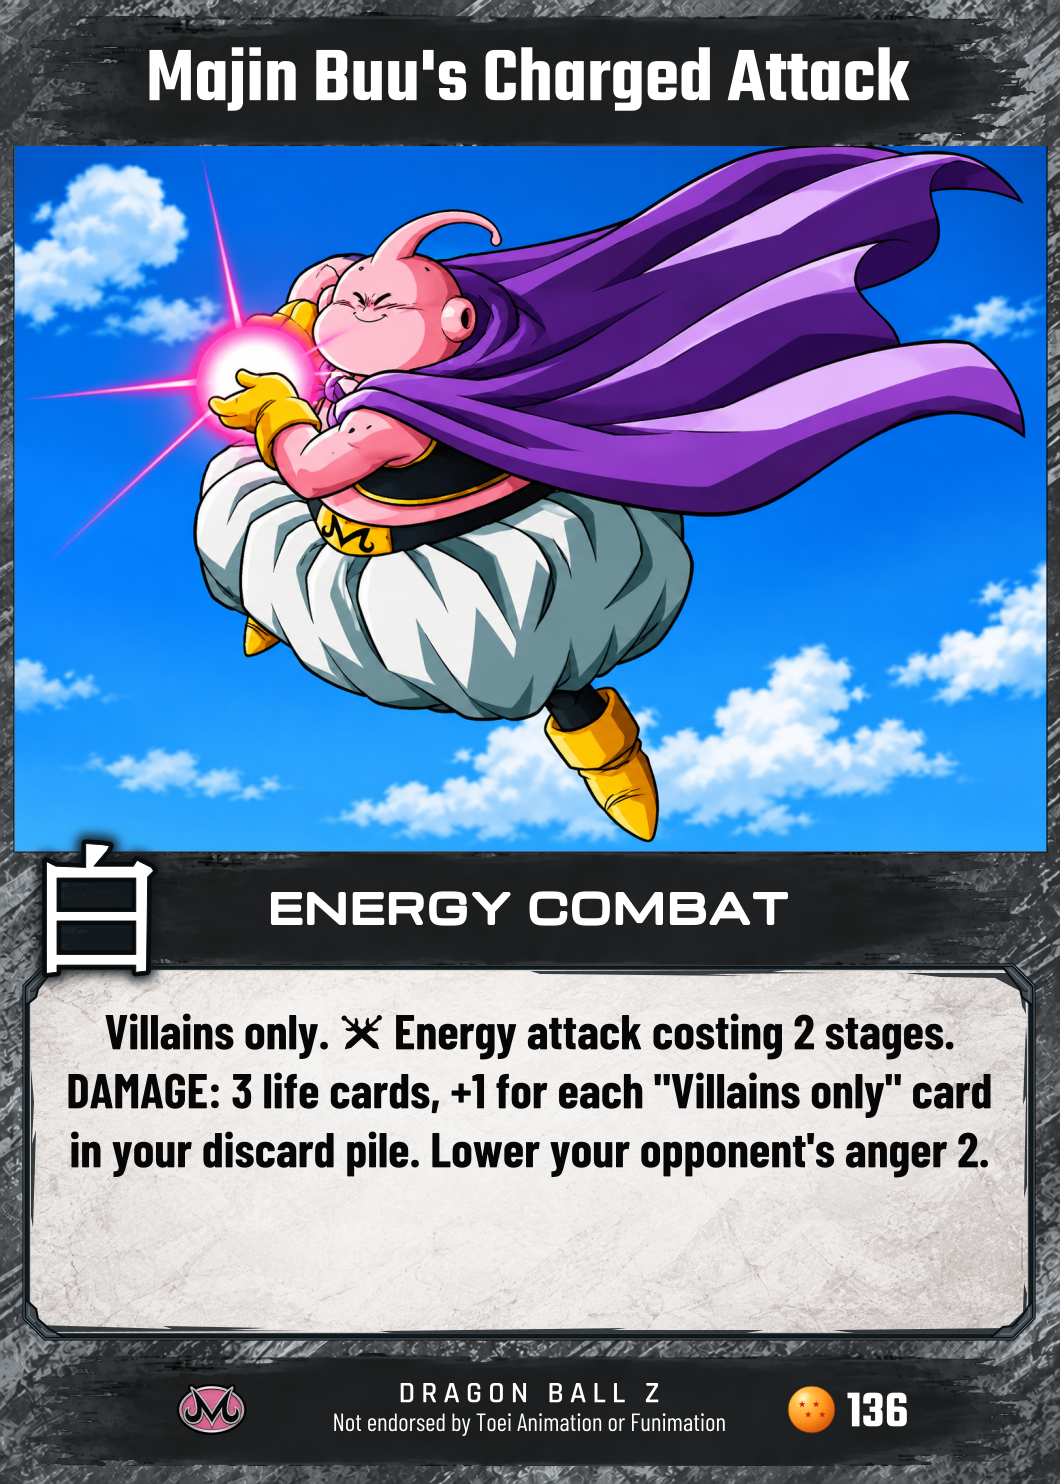 Majin Buu's Charged Attack
白
ENERGY COMBAT
Villains only. Energy attack costing 2 stages.
DAMAGE: 3 life cards, +1 for each "Villains only" card
in your discard pile. Lower your opponent's anger 2.
DRAGON BALL Z
Not endorsed by Toei Animation or Funimation
136